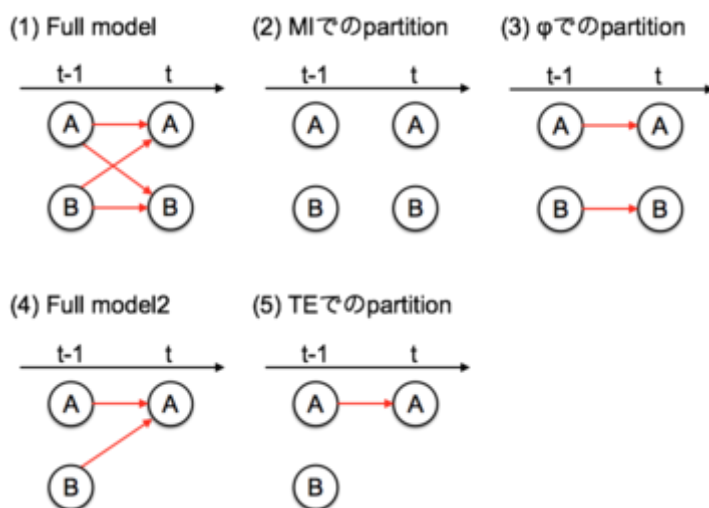 (1) Full model
(2) MIでのpartition
(3) φでのpartition
t-1 t
t-1 t
t-1 t
A A
A A
A A
B B
B B
B B
(4) Full model2
(5) TEでのpartition
t-1 t
t-1 t
A A
A A
B
B